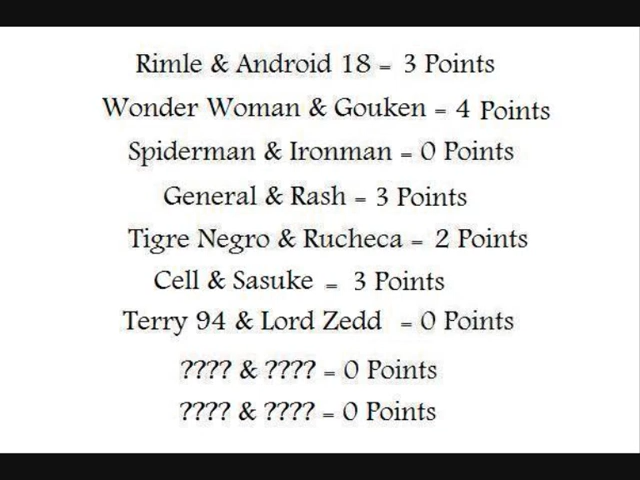 Rimle & Android 18 = 3 Points
Wonder Woman & Gouken = 4 Points
Spiderman & Ironman = 0 Points
General & Rash = 3 Points
Tigre Negro & Rucheca = 2 Points
Cell & Sasuke = 3 Points
Terry 94 & Lord Zedd = 0 Points
???? & ???? = 0 Points
???? & ???? = 0 Points